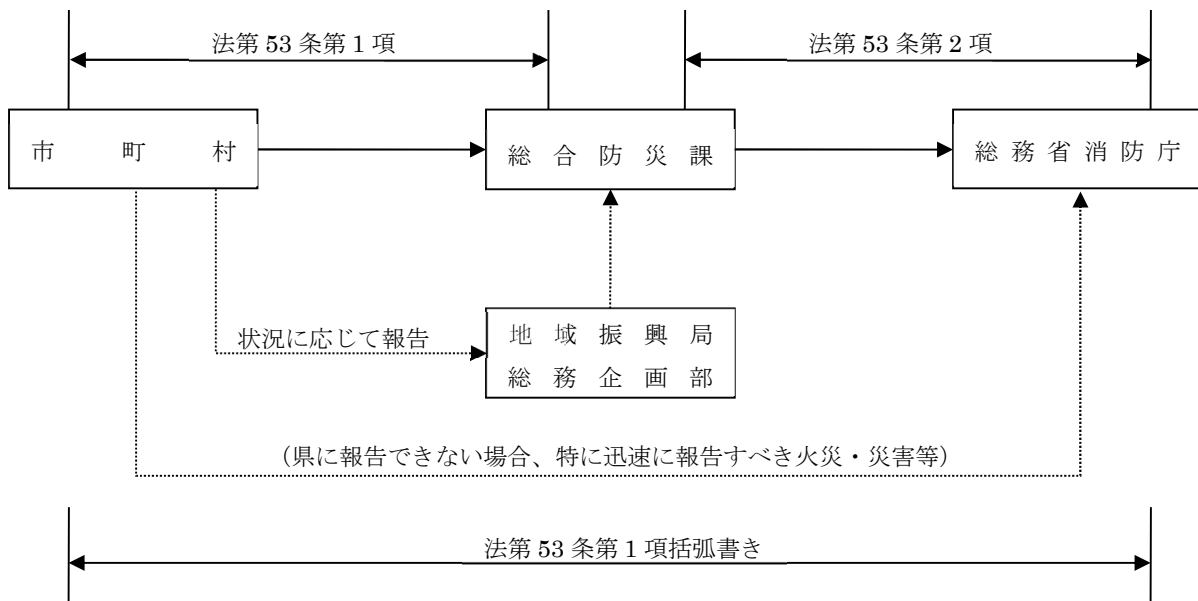 法第 53 条第 1 項
法第 53 条第 2 項
市町村
総合防災課
総務省消防庁
状況に応じて報告
地域振興局
総務企画部
（県に報告できない場合、特に迅速に報告すべき火災・災害等）
法第 53 条第 1 項括弧書き